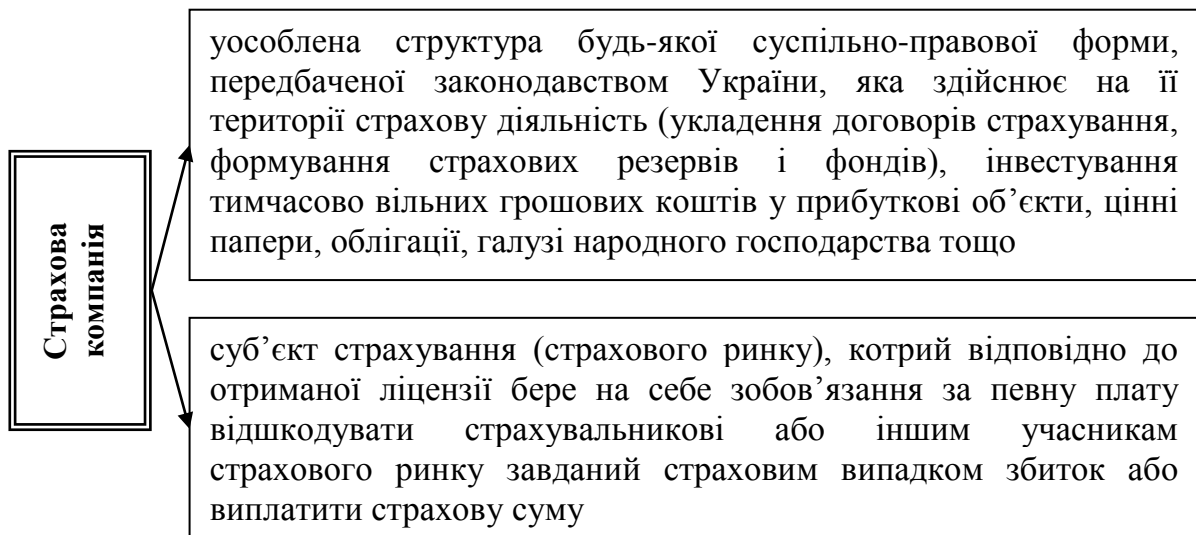 Страхова
компанія
уособлена структура будь-якої суспільно-правової форми,
передбаченої законодавством України, яка здійснює на її
території страхову діяльність (укладення договорів страхування,
формування страхових резервів і фондів), інвестування
тимчасово вільних грошових коштів у прибуткові об’єкти, цінні
папери, облігації, галузі народного господарства тощо
суб’єкт страхування (страхового ринку), котрий відповідно до
отриманої ліцензії бере на себе зобов’язання за певну плату
відшкодувати страхувальникові або іншим учасникам
страхового ринку завданий страховим випадком збиток або
виплатити страхову суму